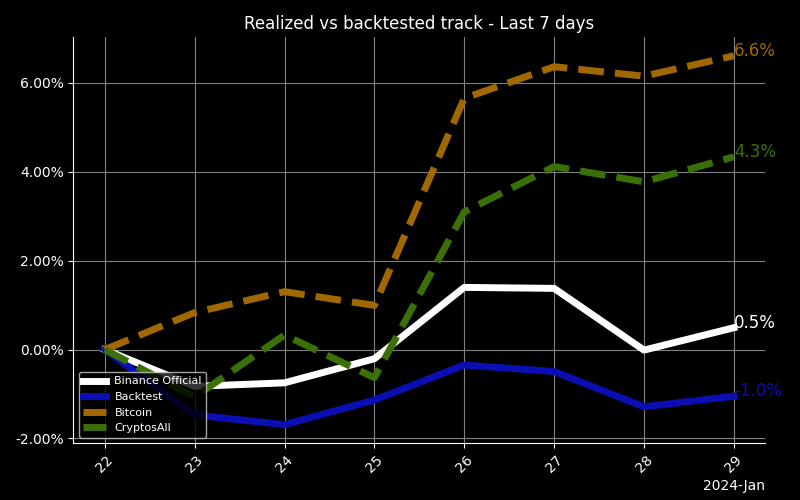 Realized vs backtested track - Last 7 days
6.6%
6.00%
4.3%
4.00%
2.00%
0.5%
0.00%
Binance Official
Backtest
Bitcoin
CryptosAll
-1.0%
-2.00%
22 23 24 25 26 27 28 29
2024-Jan